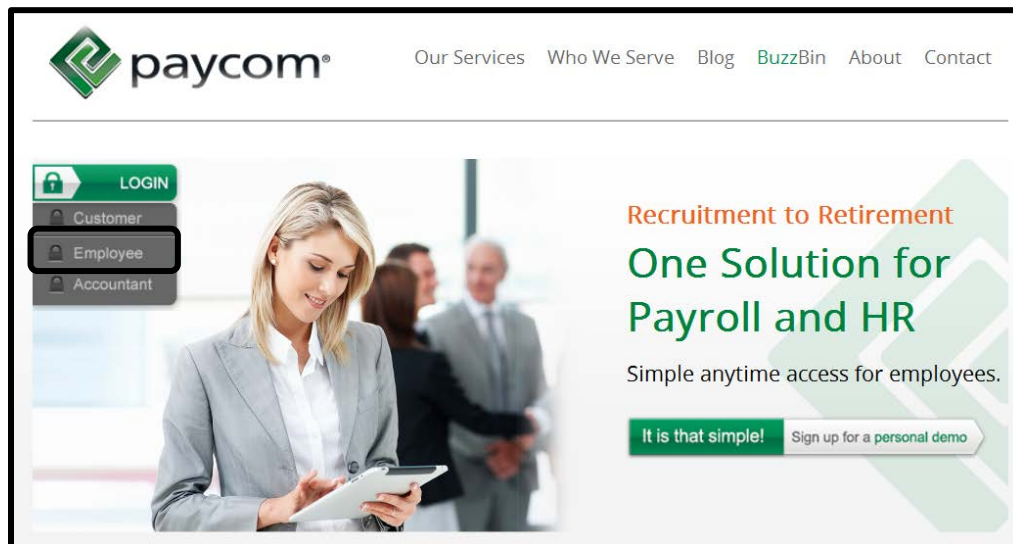 paycom®
Our Services Who We Serve Blog BuzzBin About Contact
LOGIN
Customer
Employee
Accountant
Recruitment to Retirement
One Solution for
Payroll and HR
Simple anytime access for employees.
It is that simple! Sign up for a personal demo